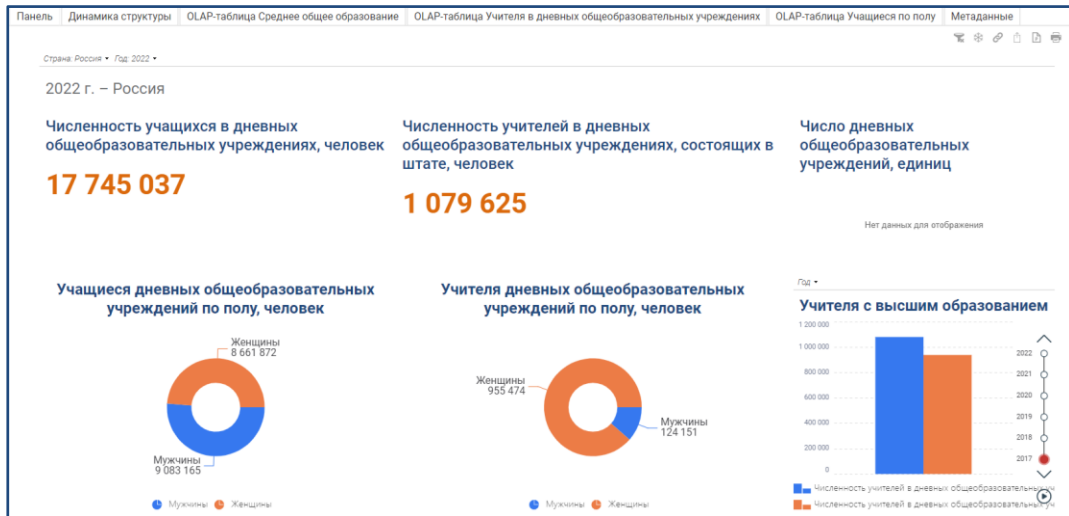 Панель Динамика структуры OLAP-таблица Среднее общее образование OLAP-таблица Учителя в дневных общеобразовательных учреждениях OLAP-таблица Учащиеся по полу Метаданные
Страна: Россия Год: 2022
2022 г. – Россия
Численность учащихся в дневных
общеобразовательных учреждениях, человек
17 745 037
Численность учителей в дневных
общеобразовательных учреждениях, состоящих в
штате, человек
1 079 625
Число дневных
общеобразовательных
учреждений, единиц
Нет данных для отображения
Учащиеся дневных общеобразовательных
учреждений по полу, человек
Женщины
8 661 872
Мужчины
9 083 165
Мужчины Женщины
Учителя дневных общеобразовательных
учреждений по полу, человек
Женщины
955 474
Мужчины
124 151
Мужчины Женщины
Год
Учителя с высшим образованием
1 200 000
1 000 000
800 000
600 000
400 000
200 000
0
2022
2021
2020
2019
2018
2017
Численность учителей в дневных общеобразовательных уч
Численность учителей в дневных общеобразовательных уч